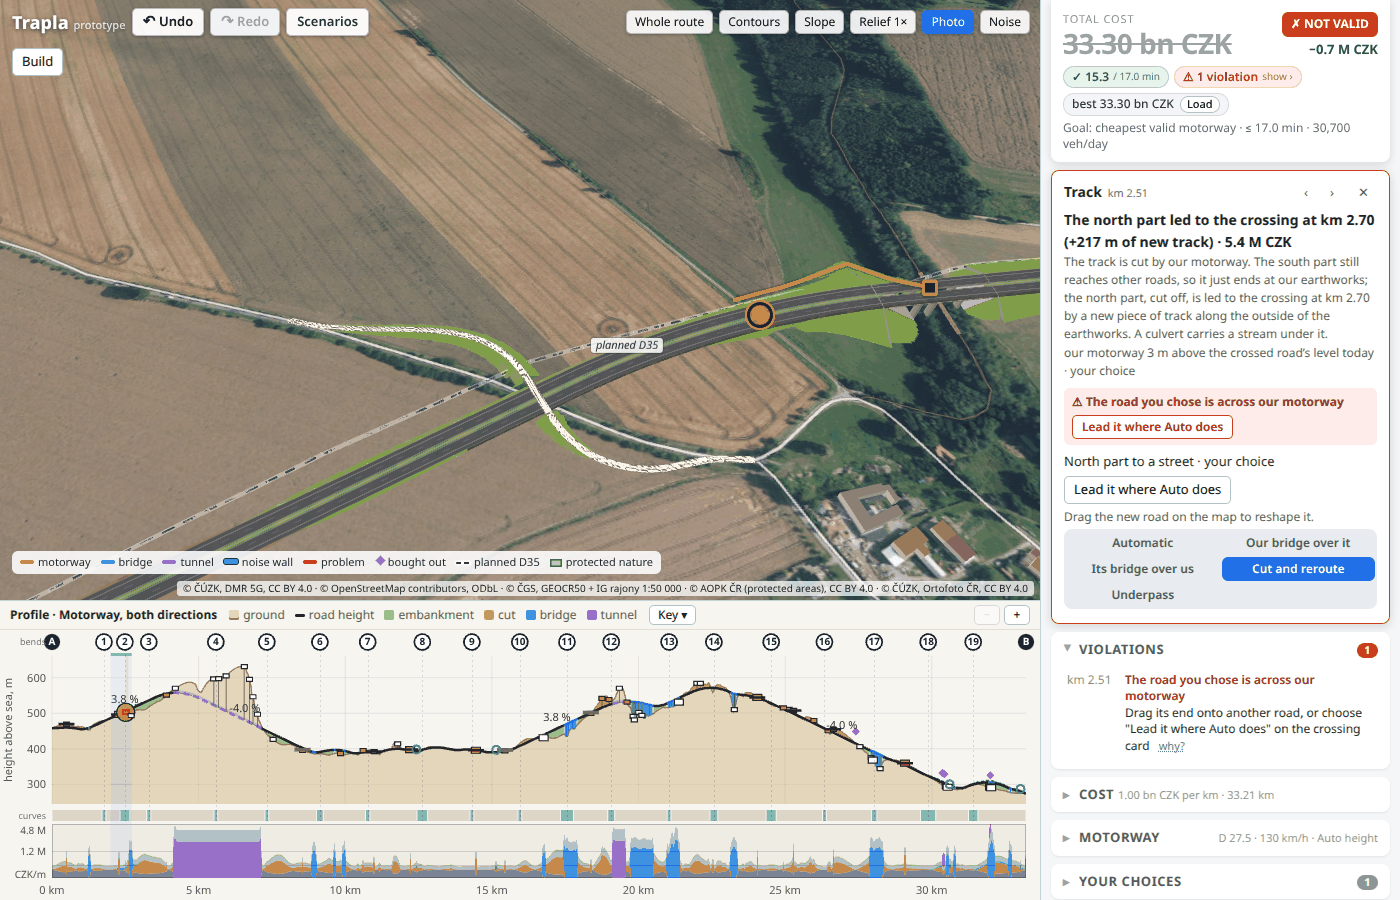 Trapla prototype
↶ Undo
↷ Redo
Scenarios
Whole route
Contours
Slope
Relief 1×
Photo
Noise
Build
planned D35
motorway
bridge
tunnel
noise wall
problem
bought out
planned D35
protected nature
© ČÚZK, DMR 5G, CC BY 4.0 · © OpenStreetMap contributors, ODbL · © ČGS, GEOCR50 + IG rajony 1:50 000 · © AOPK ČR (protected areas), CC BY 4.0 · © ČÚZK, Ortofoto ČR, CC BY 4.0
TOTAL COST
✗ NOT VALID
33.30 bn CZK
−0.7 M CZK
✓ 15.3 / 17.0 min
⚠ 1 violation show ›
best 33.30 bn CZK Load
Goal: cheapest valid motorway · ≤ 17.0 min · 30,700
veh/day
Track km 2.51 ‹ › ✕
The north part led to the crossing at km 2.70
(+217 m of new track) · 5.4 M CZK
The track is cut by our motorway. The south part still
reaches other roads, so it just ends at our earthworks;
the north part, cut off, is led to the crossing at km 2.70
by a new piece of track along the outside of the
earthworks. A culvert carries a stream under it.
our motorway 3 m above the crossed road's level today
· your choice
⚠ The road you chose is across our motorway
Lead it where Auto does
North part to a street · your choice
Lead it where Auto does
Drag the new road on the map to reshape it.
Automatic
Our bridge over it
Its bridge over us
Cut and reroute
Underpass
▼ VIOLATIONS 1
km 2.51 The road you chose is across our
motorway
Drag its end onto another road, or choose
"Lead it where Auto does" on the crossing
card why?
▶ COST 1.00 bn CZK per km · 33.21 km
▶ MOTORWAY D 27.5 · 130 km/h · Auto height
▶ YOUR CHOICES 1
Profile · Motorway, both directions
ground
road height
embankment
cut
bridge
tunnel
Key ▾
−
+
bends
A 1 2 3 4 5 6 7 8 9 10 11 12 13 14 15 16 17 18 19 B
height above sea, m
600
500
400
300
3.8 %
-4.0 %
3.8 %
-4.0 %
curves
4.8 M
1.2 M
CZK/m
0 km
5 km
10 km
15 km
20 km
25 km
30 km